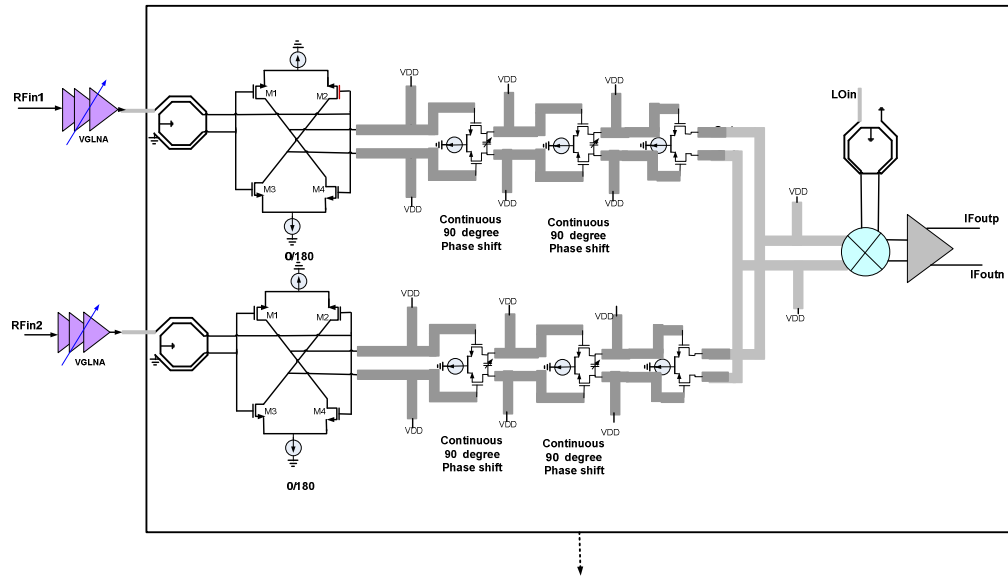 RFin1
VGLNA
M1
M2
M3
M4
0/180
VDD
VDD
VDD
VDD
VDD
VDD
Continuous
90 degree
Phase shift
Continuous
90 degree
Phase shift
LOin
VDD
VDD
IFoutp
IFoutn
RFin2
VGLNA
M1
M2
M3
M4
0/180
VDD
VDD
VDD
VDD
VDD
VDD
Continuous
90 degree
Phase shift
Continuous
90 degree
Phase shift